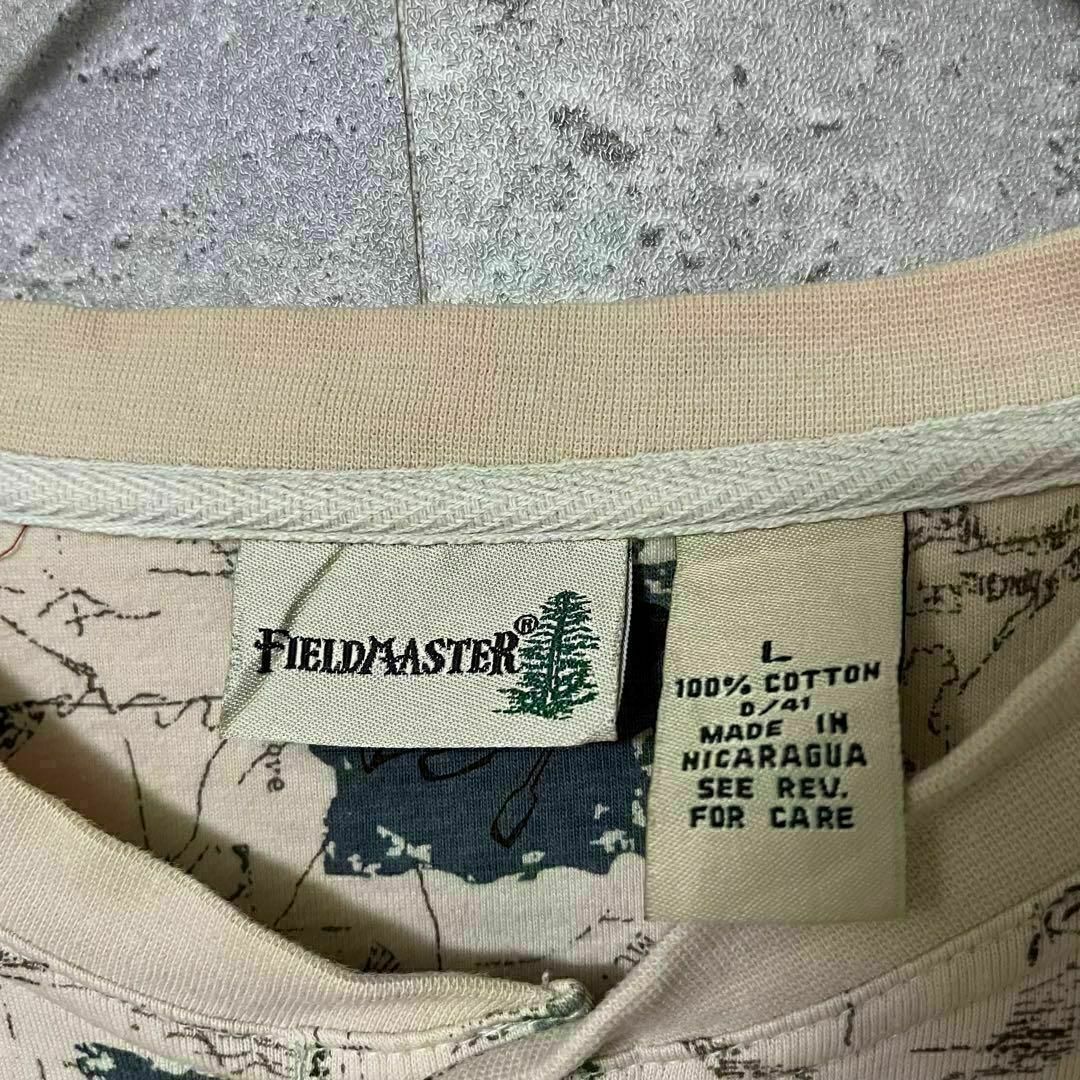 FIELDMASTER®
L
100% COTTON
D/41
MADE IN
NICARAGUA
SEE REV.
FOR CARE